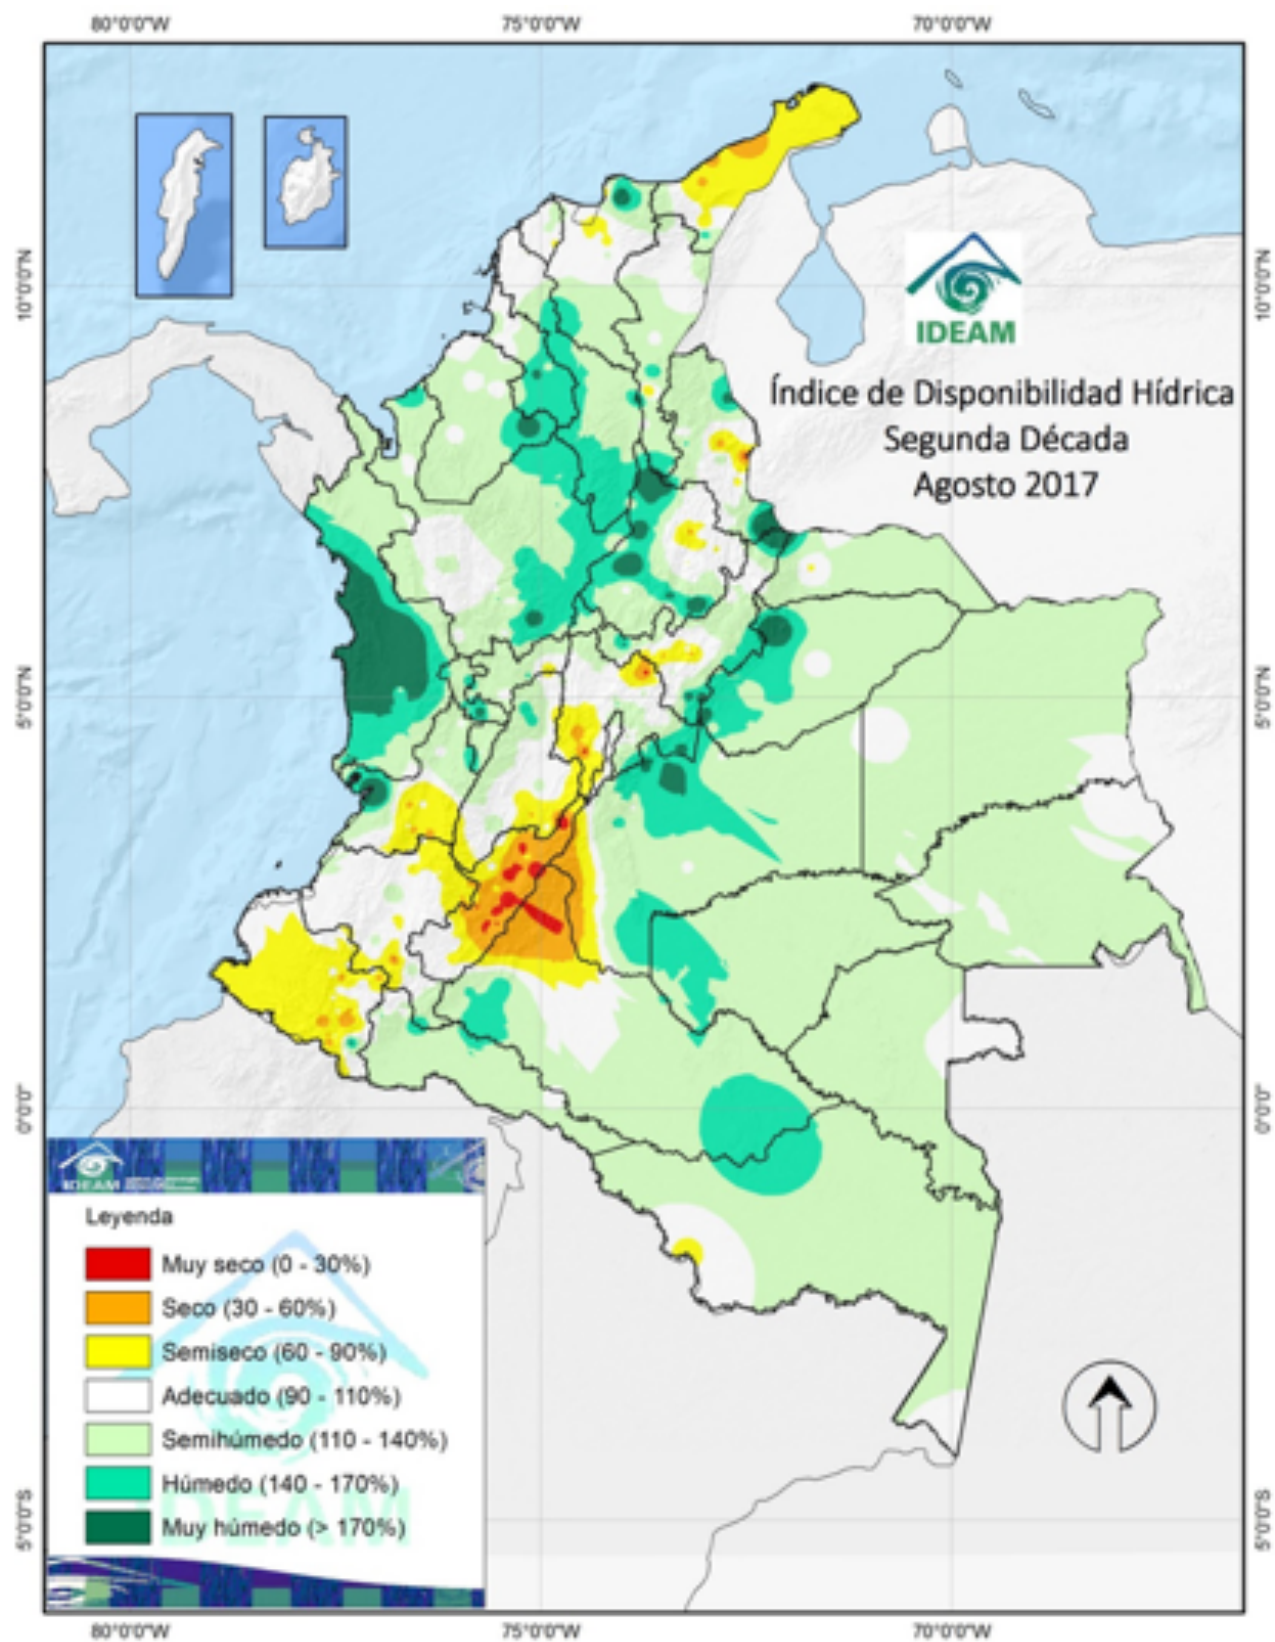 80°0'0"W 75°0'0"W 70°0'0"W
10°0'0"N 10°0'0"N
IDEAM
Índice de Disponibilidad Hídrica
Segunda Década
Agosto 2017
5°0'0"N 5°0'0"N
0°0'0" 0°0'0"
IDEAM
Leyenda
Muy seco (0 - 30%)
Seco (30 - 60%)
Semiseco (60 - 90%)
Adecuado (90 - 110%)
Semihúmedo (110 - 140%)
Húmedo (140 - 170%)
IDEAM
Muy húmedo (> 170%)
5°0'0"S 5°0'0"S
80°0'0"W 75°0'0"W 70°0'0"W